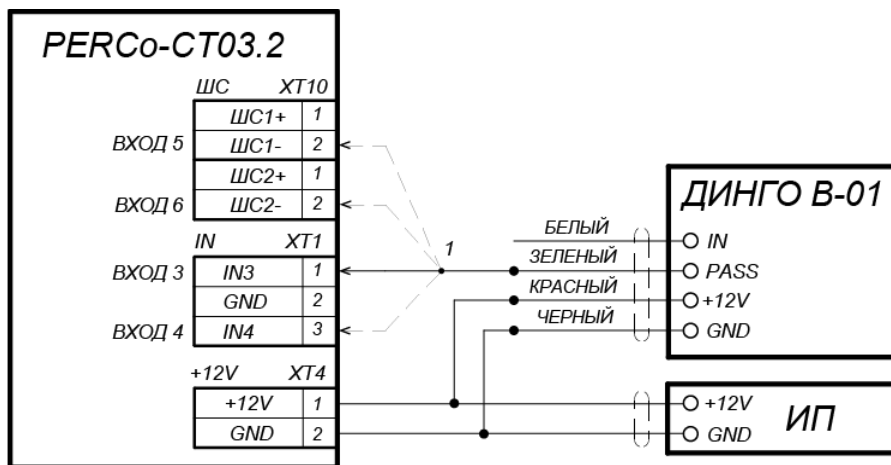 PERCo-CT03.2
ШС XT10
ШС1+ 1
ВХОД 5 ШС1- 2
ШС2+ 1
ВХОД 6 ШС2- 2
IN XT1
ВХОД 3 IN3 1
GND 2
ВХОД 4 IN4 3
+12V XT4
+12V 1
GND 2
1
БЕЛЫЙ
ЗЕЛЕНЫЙ
КРАСНЫЙ
ЧЕРНЫЙ
ДИНГО В-01
IN
PASS
+12V
GND
+12V
GND
ИП